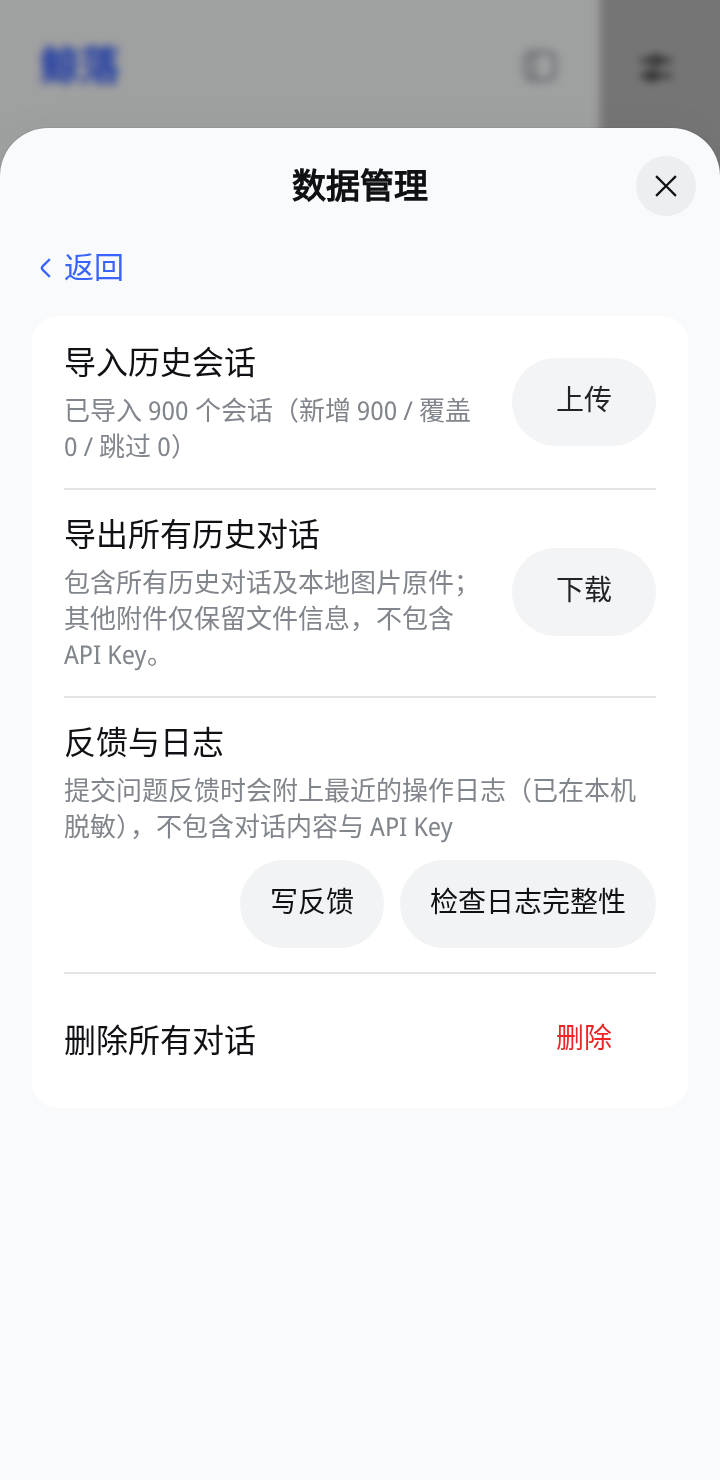 鲸落
数据管理
返回
导入历史会话
已导入 900 个会话（新增 900 / 覆盖
0 / 跳过 0）
上传
导出所有历史对话
包含所有历史对话及本地图片原件；
其他附件仅保留文件信息，不包含
API Key。
下载
反馈与日志
提交问题反馈时会附上最近的操作日志（已在本机
脱敏），不包含对话内容与 API Key
写反馈
检查日志完整性
删除所有对话
删除